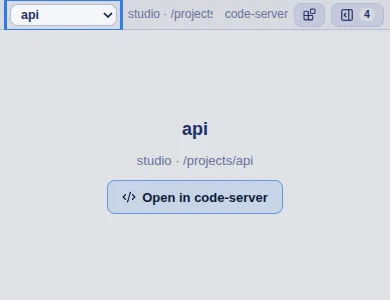 api studio · /projects code-server 4
api
studio · /projects/api
Open in code-server